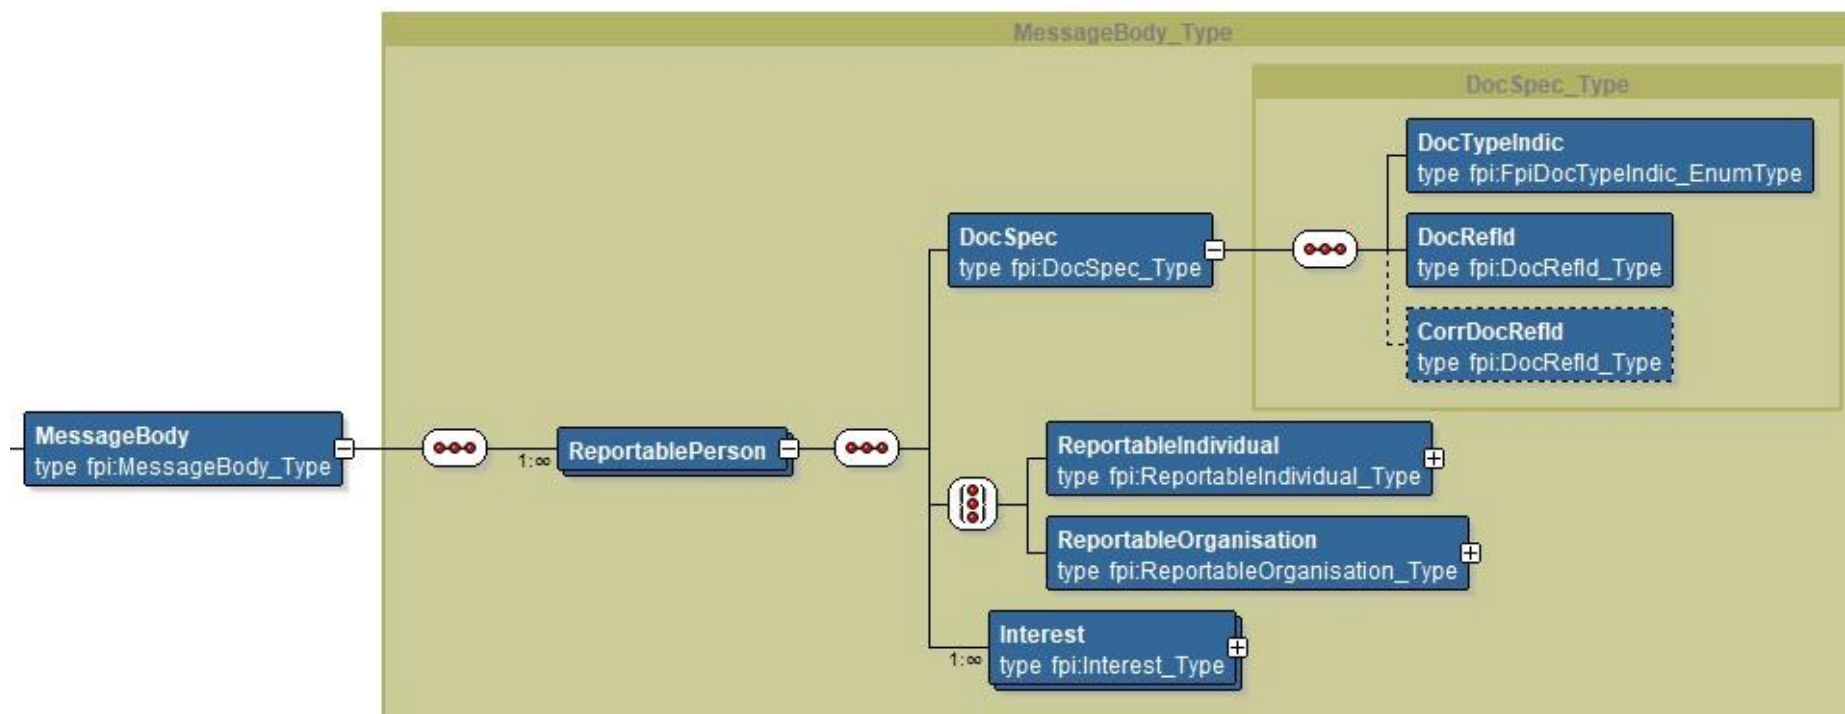 MessageBody_Type
DocSpec_Type
DocTypeIndic
type fpi:FpiDocTypeIndic_EnumType
DocSpec
type fpi:DocSpec_Type
DocRefId
type fpi:DocRefId_Type
CorrDocRefId
type fpi:DocRefId_Type
MessageBody
type fpi:MessageBody_Type
ReportablePerson
1:∞
ReportableIndividual
type fpi:ReportableIndividual_Type
ReportableOrganisation
type fpi:ReportableOrganisation_Type
Interest
type fpi:Interest_Type
1:∞